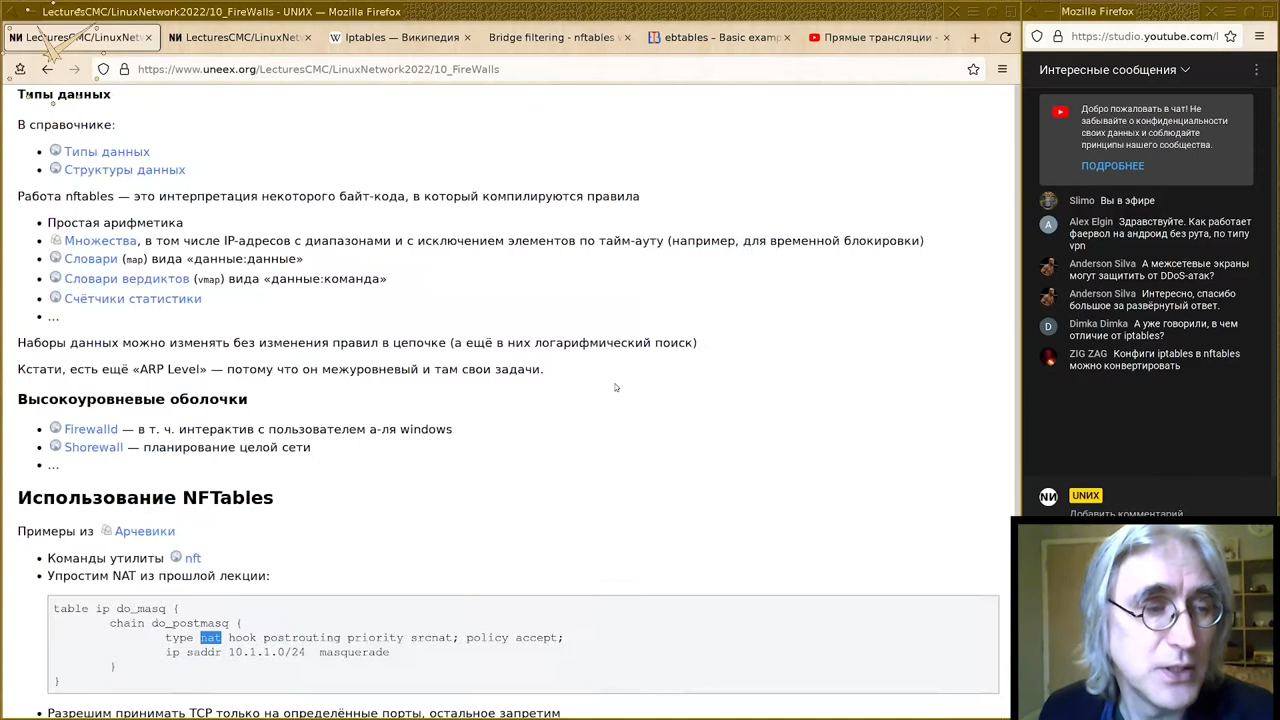 LecturesCMC/LinuxNetwork2022/10_FireWalls - UNИX — Mozilla Firefox
Mozilla Firefox
LecturesCMC/LinuxNetw
LecturesCMC/LinuxNetw
Iptables — Википедия
Bridge filtering - nftables w
ebtables – Basic examp
Прямые трансляции -
https://www.uneex.org/LecturesCMC/LinuxNetwork2022/10_FireWalls
https://studio.youtube.com/l
Типы данных
В справочнике:
Типы данных
Структуры данных
Работа nftables — это интерпретация некоторого байт-кода, в который компилируются правила
Простая арифметика
Множества, в том числе IP-адресов с диапазонами и с исключением элементов по тайм-ауту (например, для временной блокировки)
Словари (map) вида «данные:данные»
Словари вердиктов (vmap) вида «данные:команда»
Счётчики статистики
...
Наборы данных можно изменять без изменения правил в цепочке (а ещё в них логарифмический поиск)
Кстати, есть ещё «ARP Level» — потому что он межуровневый и там свои задачи.
Высокоуровневые оболочки
Firewalld — в т. ч. интерактив с пользователем а-ля windows
Shorewall — планирование целой сети
...
Использование NFTables
Примеры из Арчевики
Команды утилиты nft
Упростим NAT из прошлой лекции:
table ip do_masq {
chain do_postmasq {
type nat hook postrouting priority srcnat; policy accept;
ip saddr 10.1.1.0/24 masquerade
}
}
Разрешим принимать TCP только на определённые порты, остальное запретим
Интересные сообщения
Добро пожаловать в чат! Не
забывайте о конфиденциальности
своих данных и соблюдайте
принципы нашего сообщества.
ПОДРОБНЕЕ
Slimo Вы в эфире
Alex Elgin Здравствуйте. Как работает
фаервол на андроид без рута, по типу
vpn
Anderson Silva А межсетевые экраны
могут защитить от DDoS-атак?
Anderson Silva Интересно, спасибо
большое за развёрнутый ответ.
Dimka Dimka А уже говорили, в чем
отличие от iptables?
ZIG ZAG Конфиги iptables в nftables
можно конвертировать
UNИX
Добавить комментарий